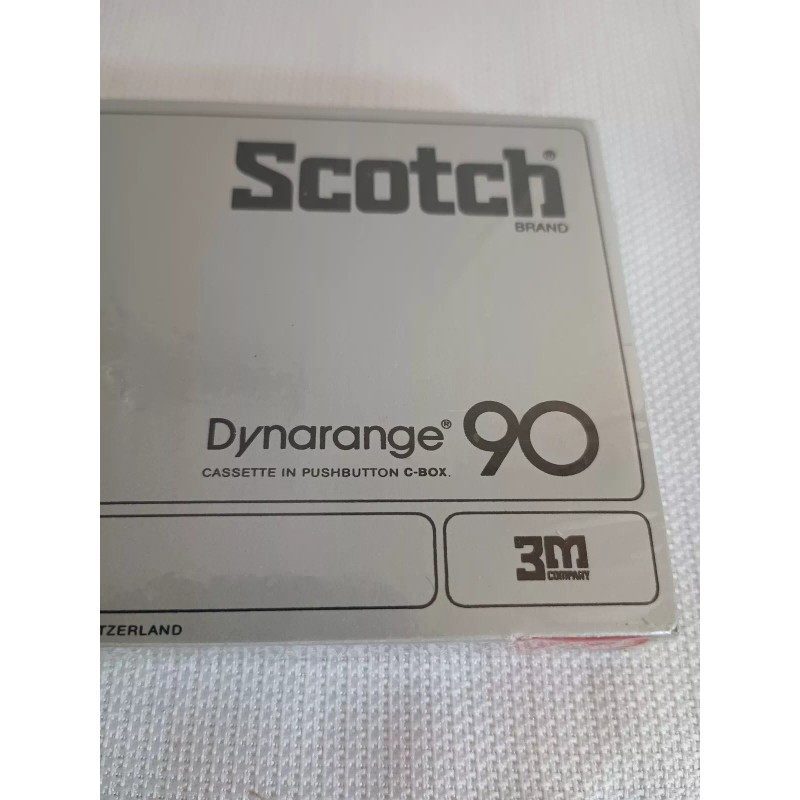 Scotch®
BRAND
Dynarange® 90
CASSETTE IN PUSHBUTTON C-BOX.
3M
COMPANY
TZERLAND